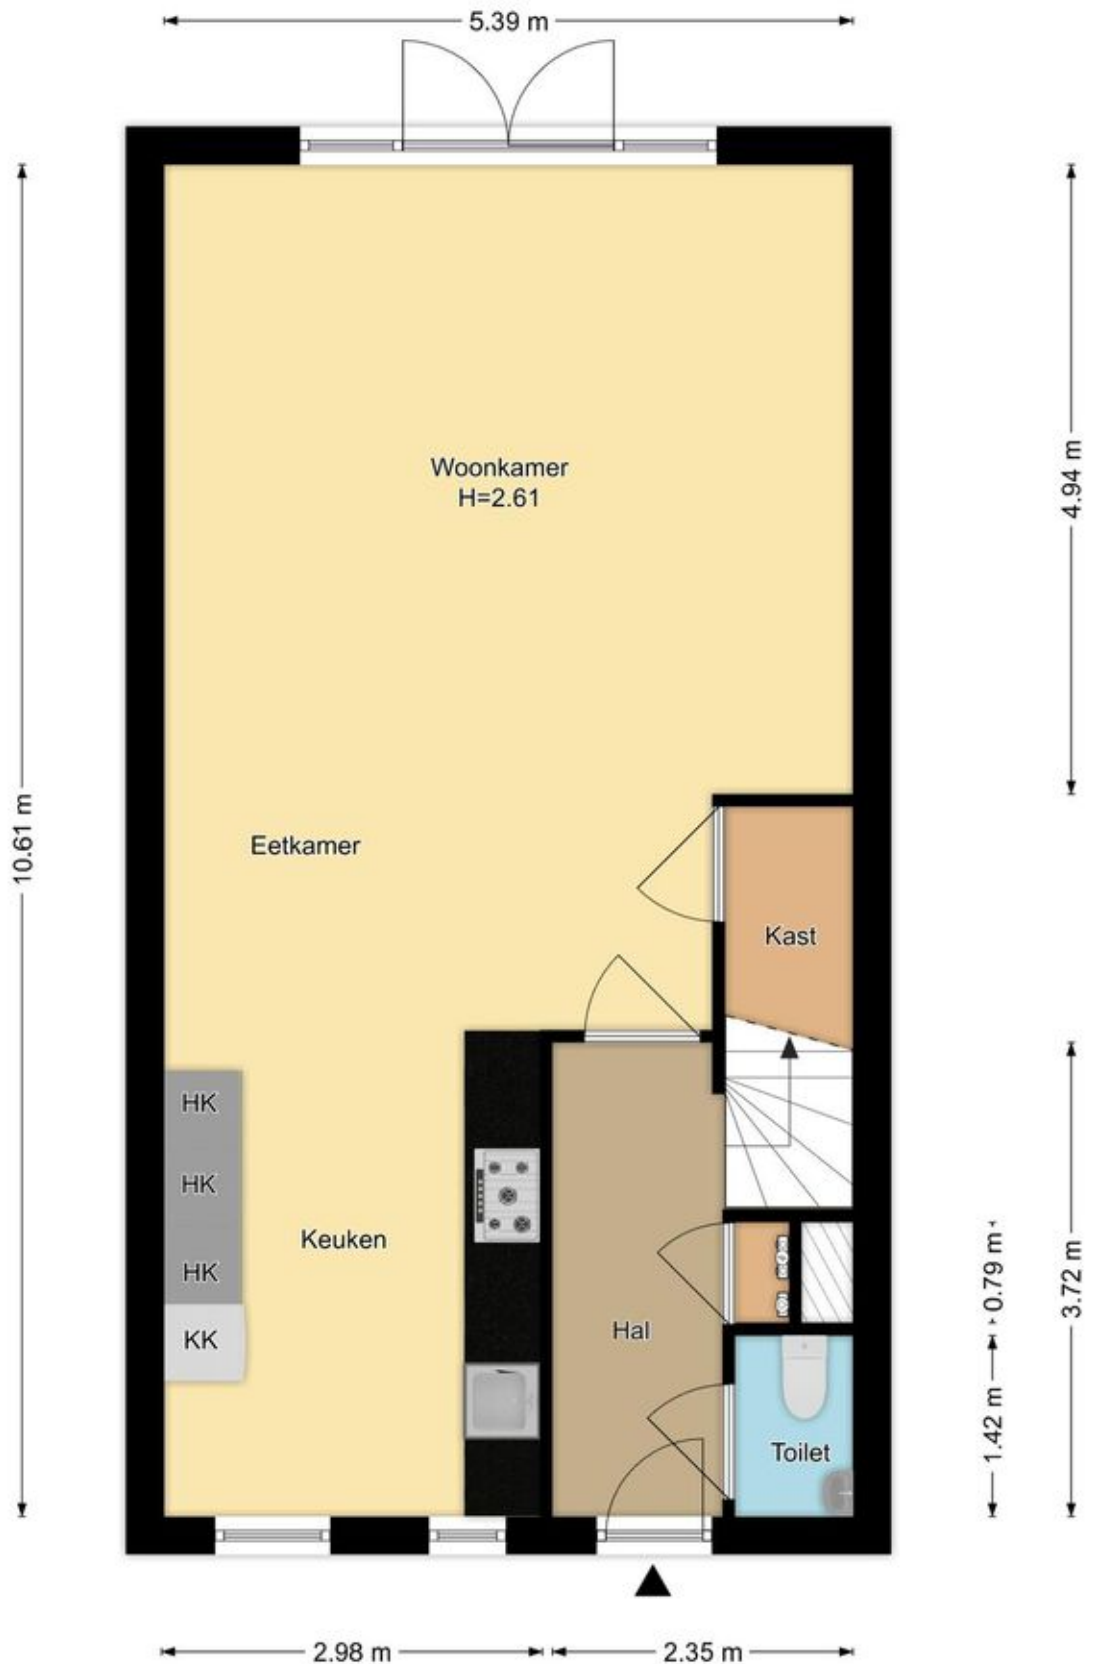 5.39 m
Woonkamer
H=2.61
4.94 m
10.61 m
Eetkamer
Kast
HK
HK
Keuken
HK
KK
Hal
0.79 m
3.72 m
1.42 m
Toilet
2.98 m
2.35 m